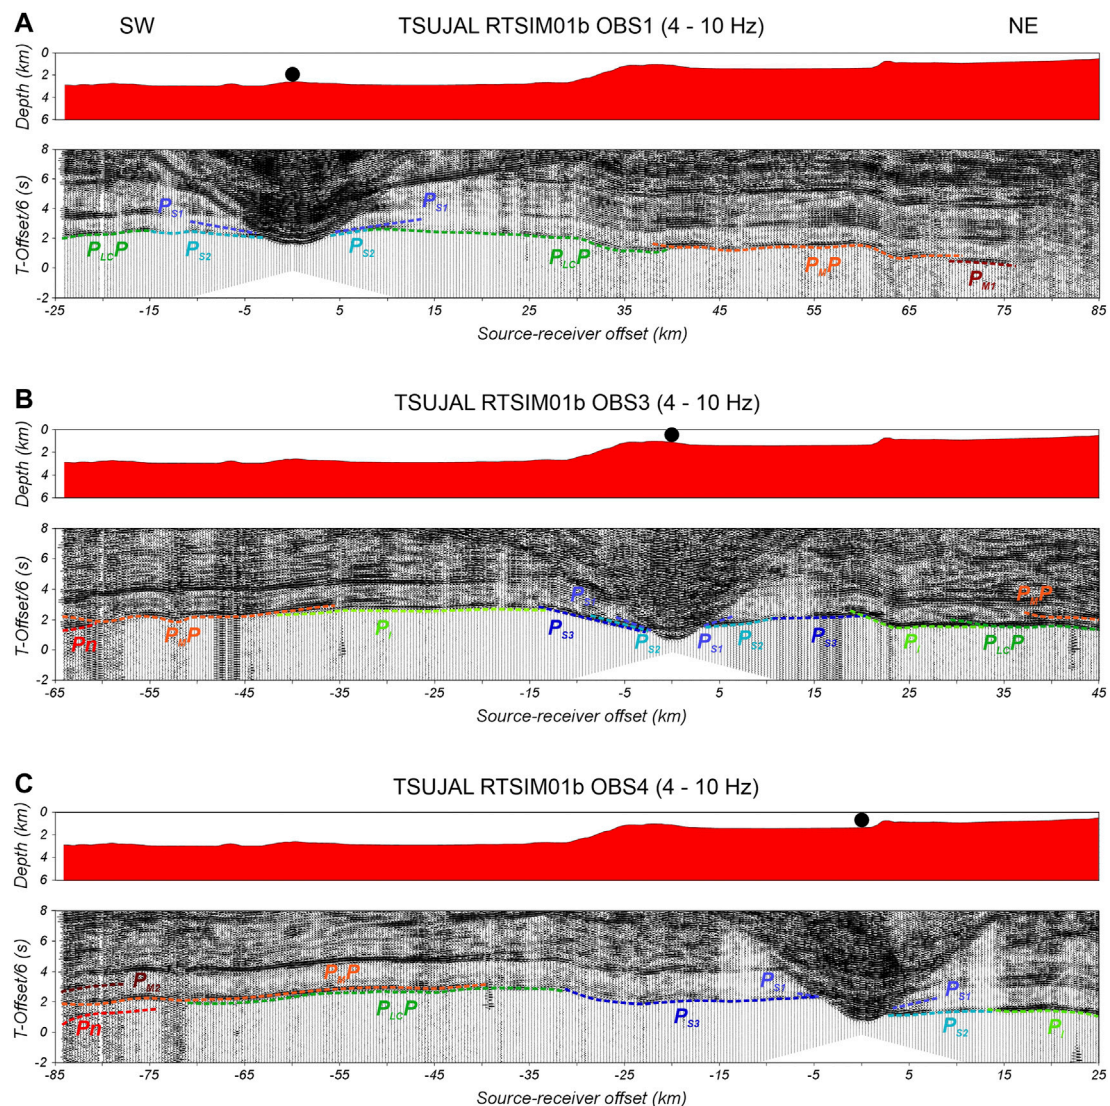 A
SW
TSUJAL RTSIM01b OBS1 (4 - 10 Hz)
NE
Depth (km)
0
2
4
6
T-Offset/6 (s)
8
6
4
2
0
-2
PS1
PS1
PLCP
PS2
PS2
PLCP
PMP
PM1
-25 -15 -5 5 15 25 35 45 55 65 75 85
Source-receiver offset (km)
B
TSUJAL RTSIM01b OBS3 (4 - 10 Hz)
Depth (km)
0
2
4
6
T-Offset/6 (s)
8
6
4
2
0
-2
PMP
Pn
PMP
PS3
PS2
PS1
PS2
PS3
PLCP
-65 -55 -45 -35 -25 -15 -5 5 15 25 35 45
Source-receiver offset (km)
C
TSUJAL RTSIM01b OBS4 (4 - 10 Hz)
Depth (km)
0
2
4
6
T-Offset/6 (s)
8
6
4
2
0
-2
PM2
PMP
PS1
PS1
Pn
PLCP
PS3
PS2
-85 -75 -65 -55 -45 -35 -25 -15 -5 5 15 25
Source-receiver offset (km)